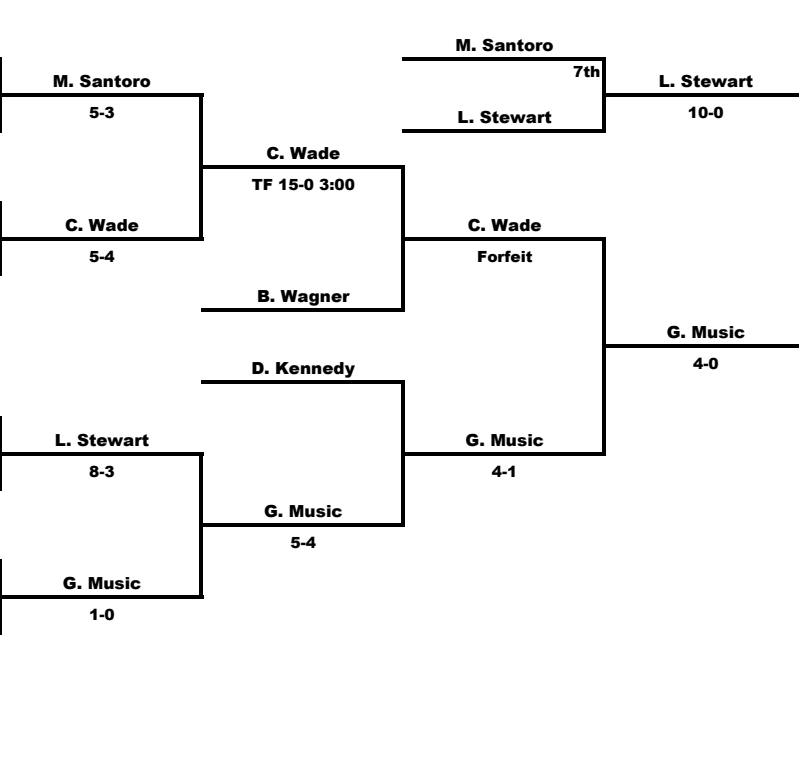 M. Santoro
7th
M. Santoro
L. Stewart
5-3
10-0
L. Stewart
C. Wade
TF 15-0 3:00
C. Wade
C. Wade
5-4
Forfeit
B. Wagner
G. Music
4-0
D. Kennedy
L. Stewart
G. Music
8-3
4-1
G. Music
5-4
G. Music
1-0